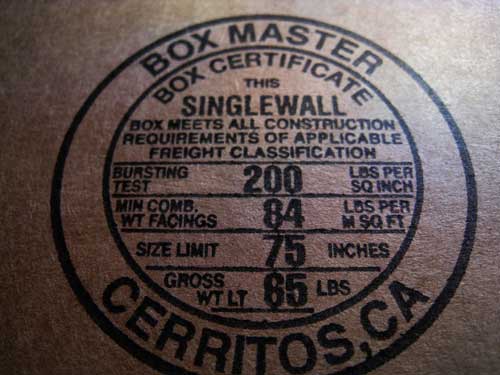 BOX MASTER
BOX CERTIFICATE
THIS
SINGLEWALL
BOX MEETS ALL CONSTRUCTION
REQUIREMENTS OF APPLICABLE
FREIGHT CLASSIFICATION
BURSTING TEST 200 LBS PER SQ INCH
MIN COMB. WT FACINGS 84 LBS PER M SQ FT
SIZE LIMIT 75 INCHES
GROSS WT LT 65 LBS
CERRITOS, CA